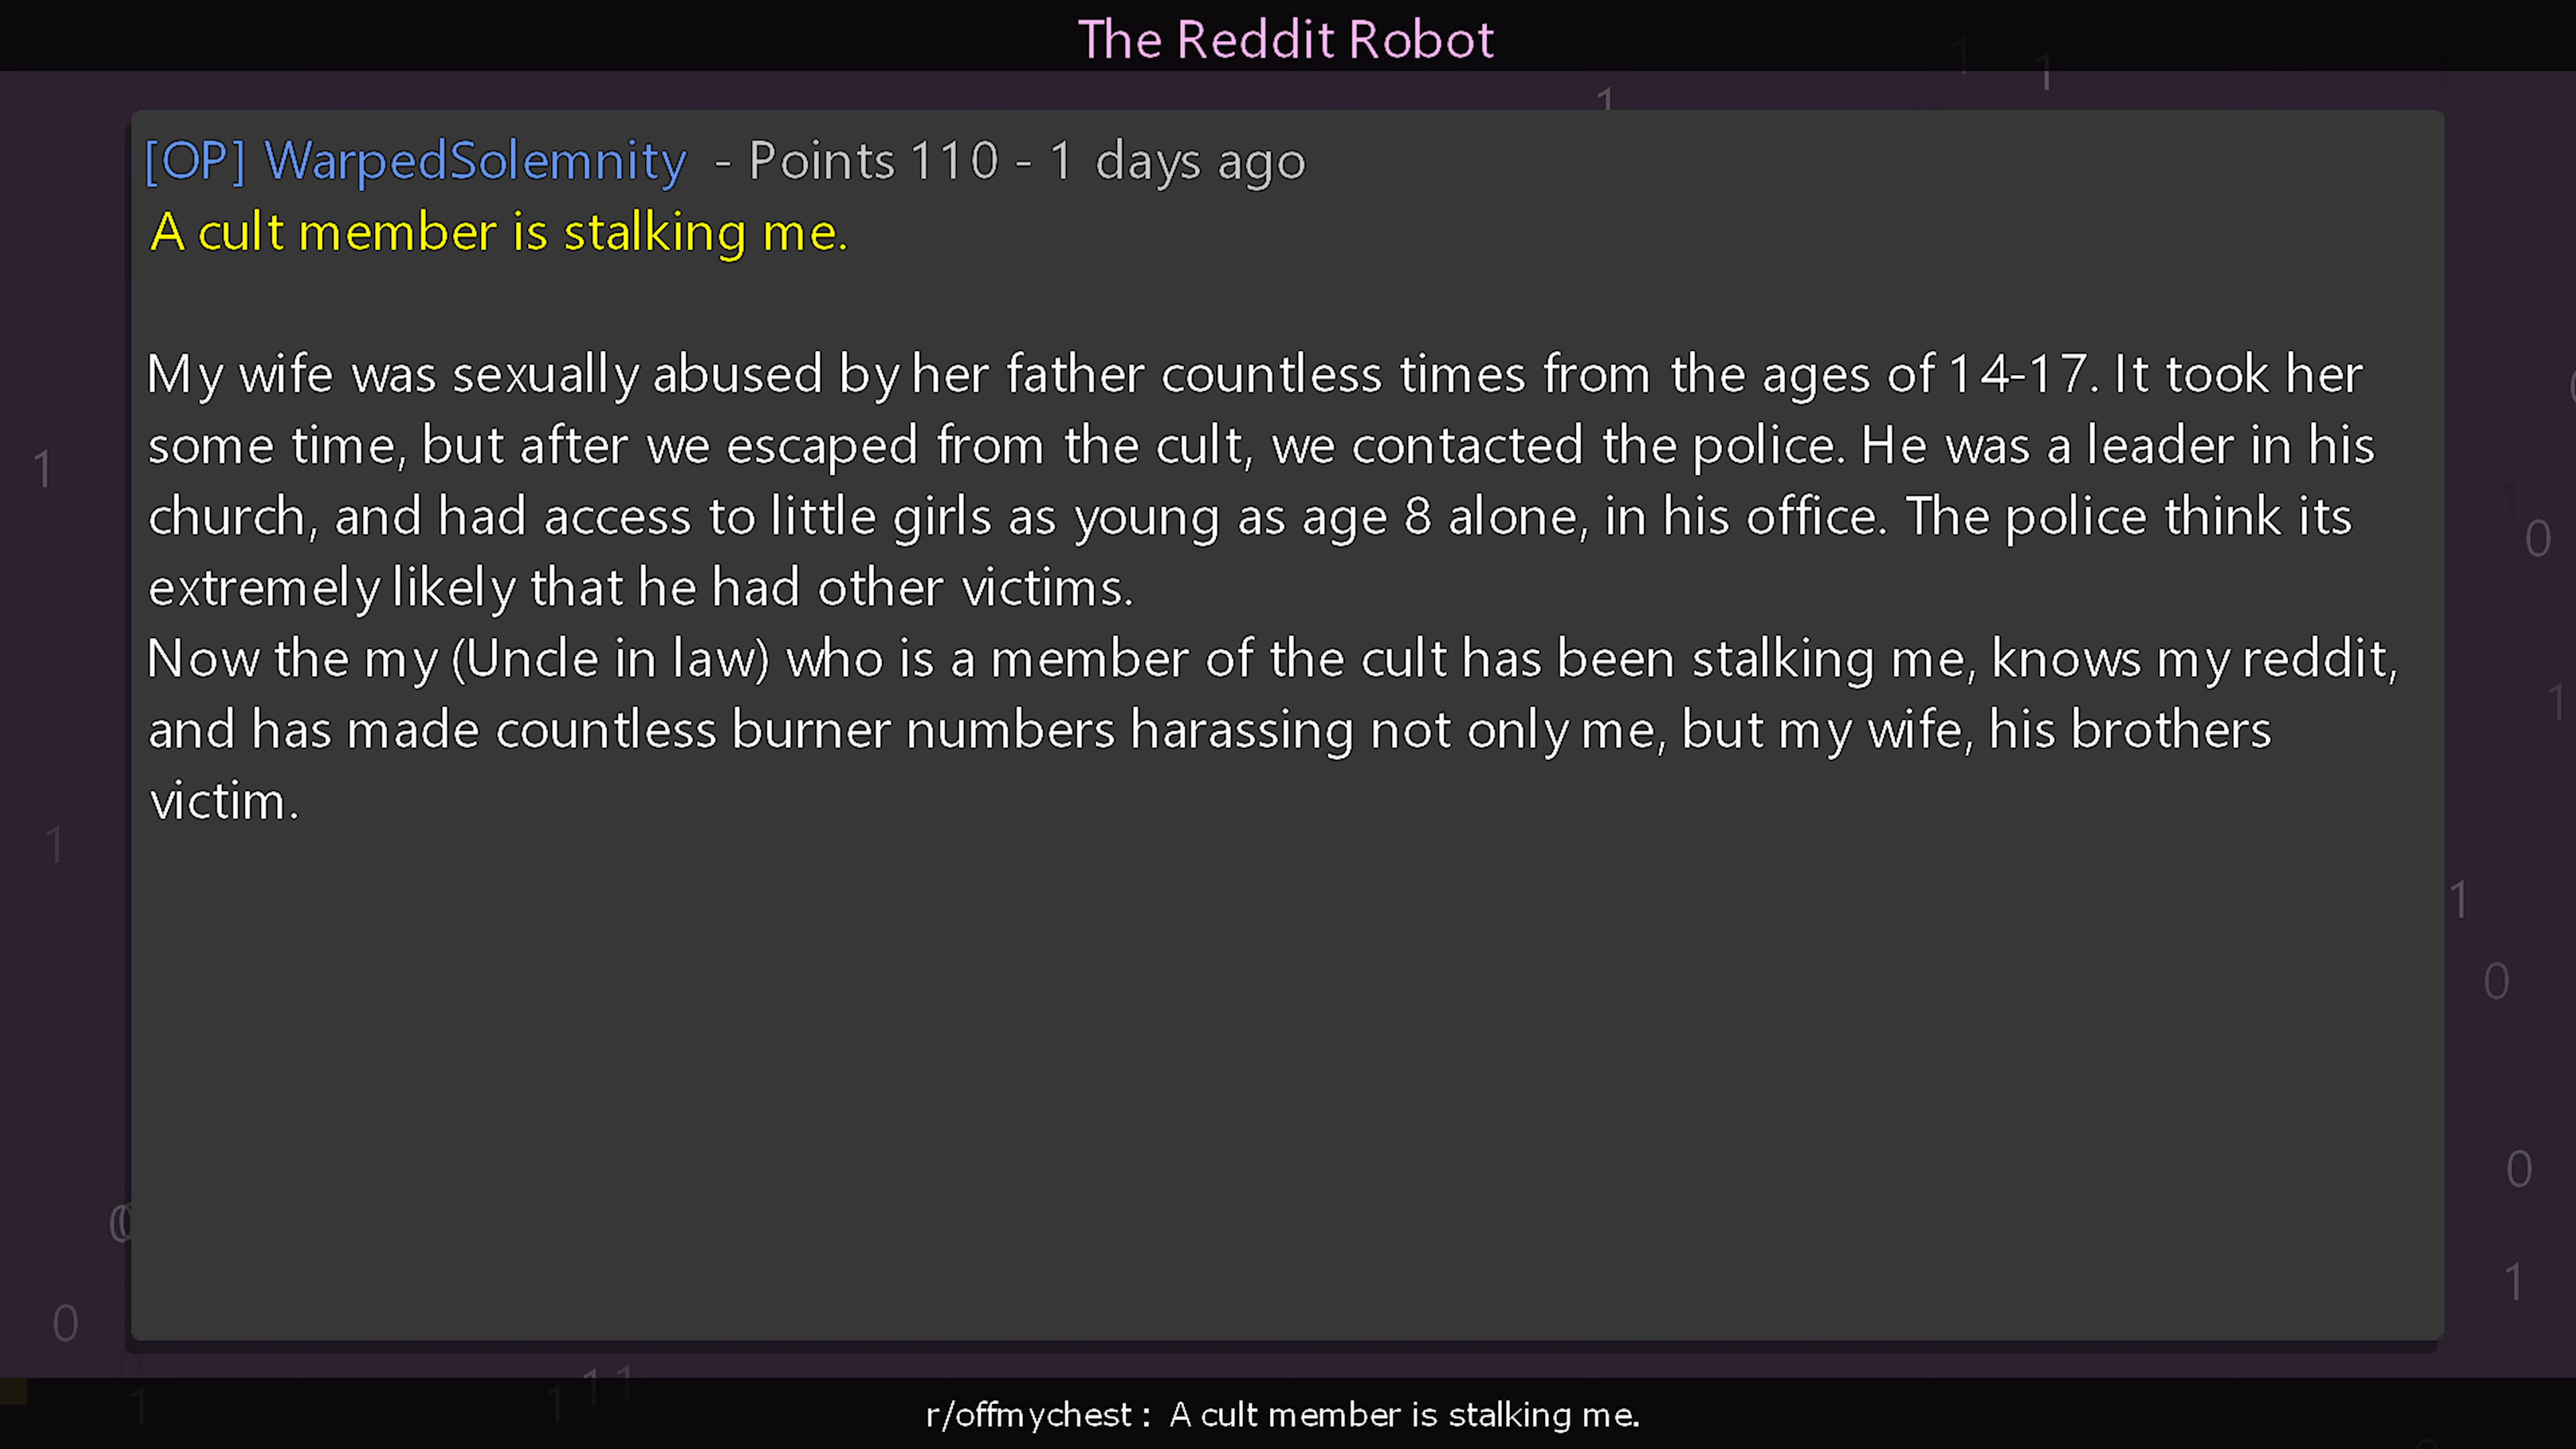 The Reddit Robot
[OP] WarpedSolemnity - Points 110 - 1 days ago
A cult member is stalking me.
My wife was sexually abused by her father countless times from the ages of 14-17. It took her
some time, but after we escaped from the cult, we contacted the police. He was a leader in his
church, and had access to little girls as young as age 8 alone, in his office. The police think its
extremely likely that he had other victims.
Now the my (Uncle in law) who is a member of the cult has been stalking me, knows my reddit,
and has made countless burner numbers harassing not only me, but my wife, his brothers
victim.
r/offmychest : A cult member is stalking me.